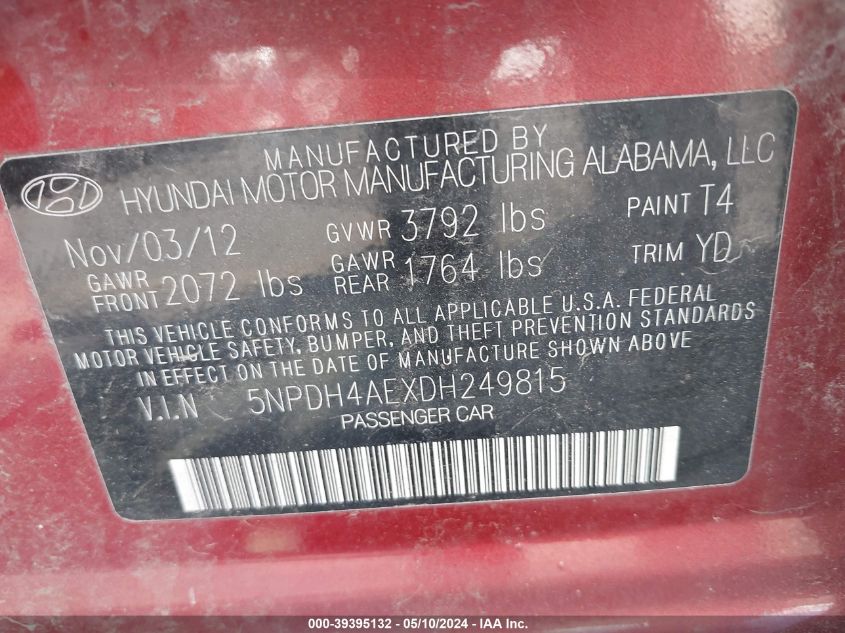 MANUFACTURED BY
HYUNDAI MOTOR MANUFACTURING ALABAMA, LLC
Nov/03/12 GVWR 3792 lbs PAINT T4
GAWR FRONT 2072 lbs GAWR REAR 1764 lbs TRIM YD
THIS VEHICLE CONFORMS TO ALL APPLICABLE U.S.A. FEDERAL
MOTOR VEHICLE SAFETY, BUMPER, AND THEFT PREVENTION STANDARDS
IN EFFECT ON THE DATE OF MANUFACTURE SHOWN ABOVE
V.I.N 5NPDH4AEXDH249815
PASSENGER CAR
000-39395132 - 05/10/2024 - IAA Inc.